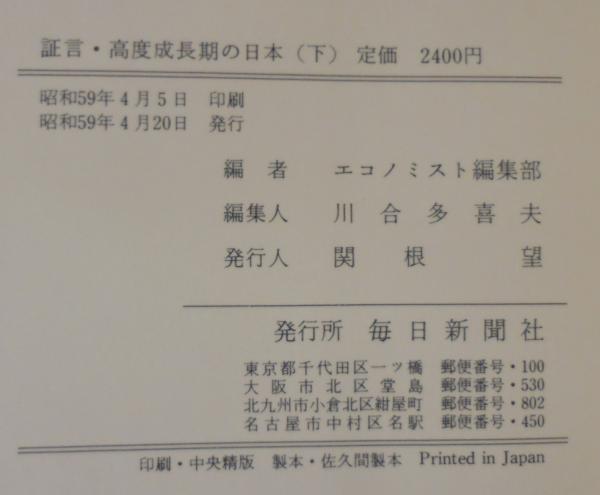 証言・高度成長期の日本（下） 定価 2400円
昭和59年4月5日 印刷
昭和59年4月20日 発行
編者 エコノミスト編集部
編集人 川合多喜夫
発行人 関根望
発行所 毎日新聞社
東京都千代田区一ツ橋 郵便番号・100
大阪市北区堂島 郵便番号・530
北九州市小倉北区紺屋町 郵便番号・802
名古屋市中村区名駅 郵便番号・450
印刷・中央精版 製本・佐久間製本 Printed in Japan